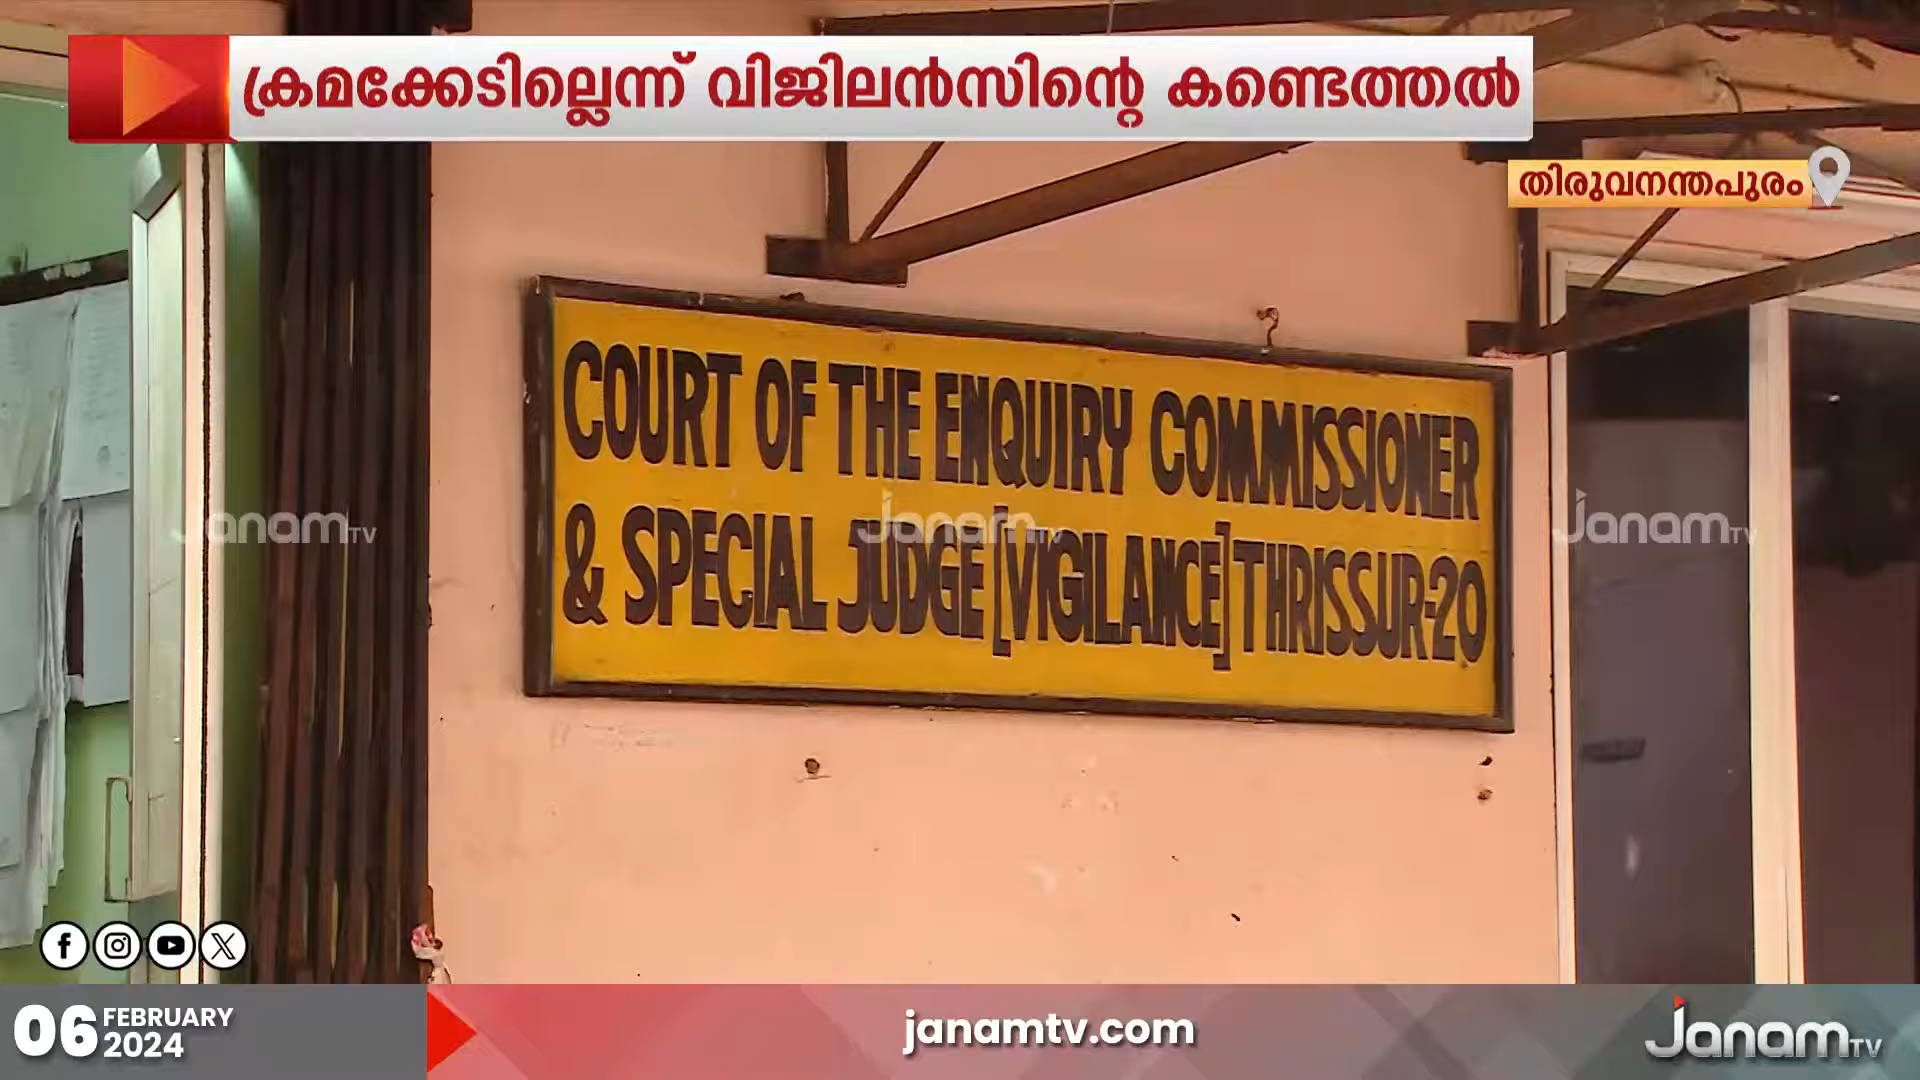 ക്രമക്കേടില്ലെന്ന് വിജിലൻസിന്റെ കണ്ടെത്തൽ
തിരുവനന്തപുരം
COURT OF THE ENQUIRY COMMISSIONER
& SPECIAL JUDGE [VIGILANCE] THRISSUR-20
Janam TV
Janam TV
Janam TV
06 FEBRUARY 2024
janamtv.com
Janam TV